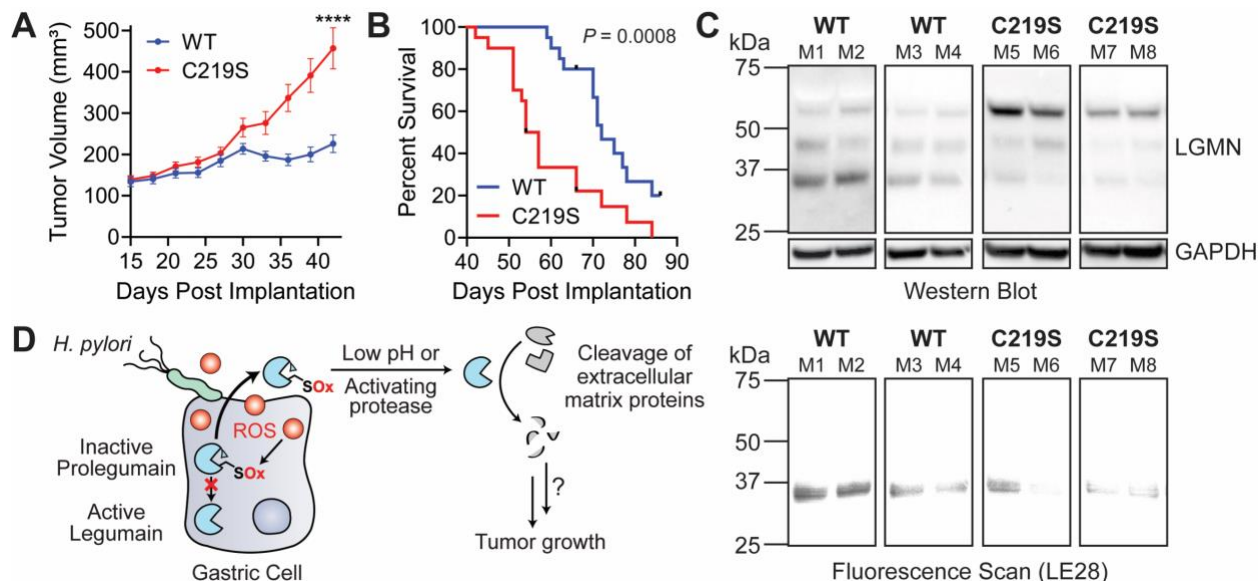 A
Tumor Volume (mm³)
500
400
300
200
100
0
WT
C219S
****
15 20 25 30 35 40
Days Post Implantation
B
Percent Survival
100
80
60
40
20
0
P = 0.0008
WT
C219S
40 50 60 70 80 90
Days Post Implantation
C
WT WT C219S C219S
kDa M1 M2 M3 M4 M5 M6 M7 M8
75
50
37
25
LGMN
GAPDH
Western Blot
WT WT C219S C219S
kDa M1 M2 M3 M4 M5 M6 M7 M8
75
50
37
25
Fluorescence Scan (LE28)
D
H. pylori
SOx
ROS
Inactive
Prolegumain
SOx
Active
Legumain
Gastric Cell
Low pH or
Activating
protease
Cleavage of
extracellular
matrix proteins
?
Tumor growth